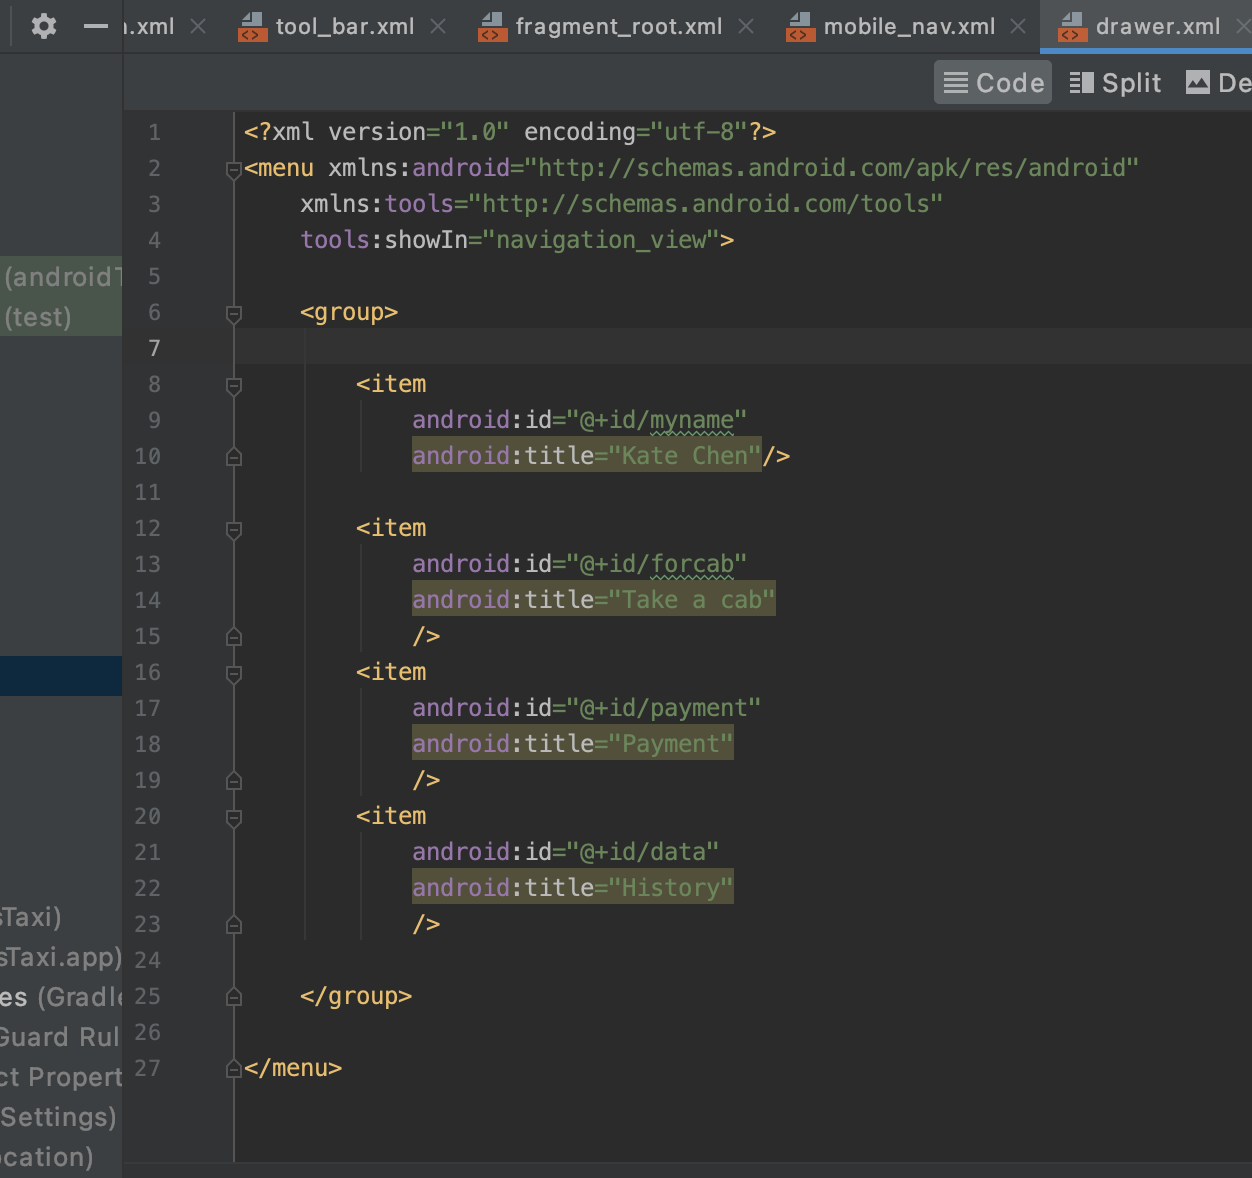 .xml tool_bar.xml fragment_root.xml mobile_nav.xml drawer.xml
Code Split De
(android
(test)
sTaxi)
sTaxi.app)
es (Gradle
Guard Rul
ct Propert
Settings)
ocation)
1 <?xml version="1.0" encoding="utf-8"?>
2 <menu xmlns:android="http://schemas.android.com/apk/res/android"
3 xmlns:tools="http://schemas.android.com/tools"
4 tools:showIn="navigation_view">
5
6 <group>
7
8 <item
9 android:id="@+id/myname"
10 android:title="Kate Chen"/>
11
12 <item
13 android:id="@+id/forcab"
14 android:title="Take a cab"
15 />
16 <item
17 android:id="@+id/payment"
18 android:title="Payment"
19 />
20 <item
21 android:id="@+id/data"
22 android:title="History"
23 />
24
25 </group>
26
27 </menu>